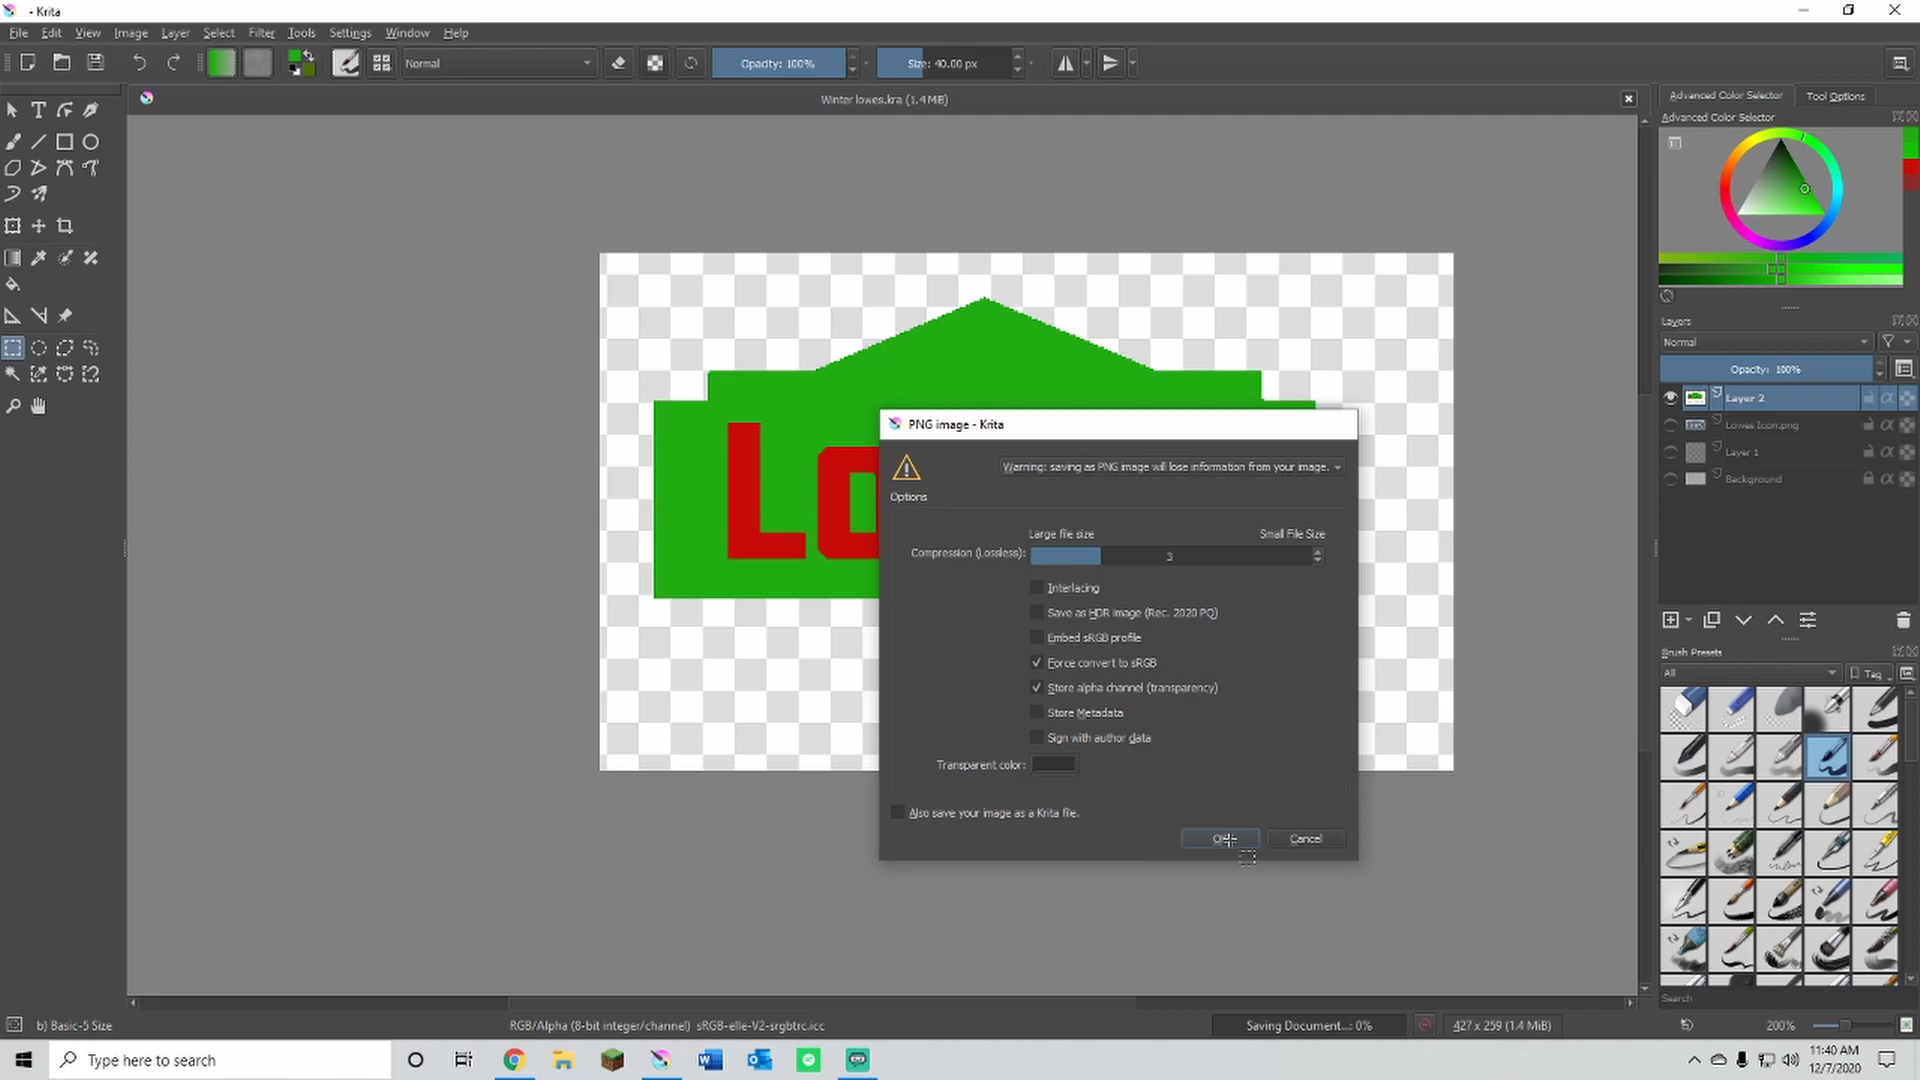 - Krita
File Edit View Image Layer Select Filter Tools Settings Window Help
Normal Opacity: 100% Size: 40.00 px
Winter lowes.kra (1.4 MB)
Advanced Color Selector Tool Options
Advanced Color Selector
Layers
Normal
Opacity: 100%
Layer 2
Lowes Icon.png
Layer 1
Background
Lo
PNG image - Krita
Warning: saving as PNG image will lose information from your image.
Options
Large file size Small File Size
Compression (Lossless): 3
Interlacing
Save as HDR image (Rec. 2020 PQ)
Embed sRGB profile
Force convert to sRGB
Store alpha channel (transparency)
Store Metadata
Sign with author data
Transparent color:
Also save your image as a Krita file.
Cancel
Brush Presets
All Tag
Search
b) Basic-5 Size RGB/Alpha (8-bit integer/channel) sRGB-elle-V2-srgbtrc.icc Saving Document...: 0% 427 x 259 (1.4 MiB) 200%
Type here to search
11:40 AM
12/7/2020